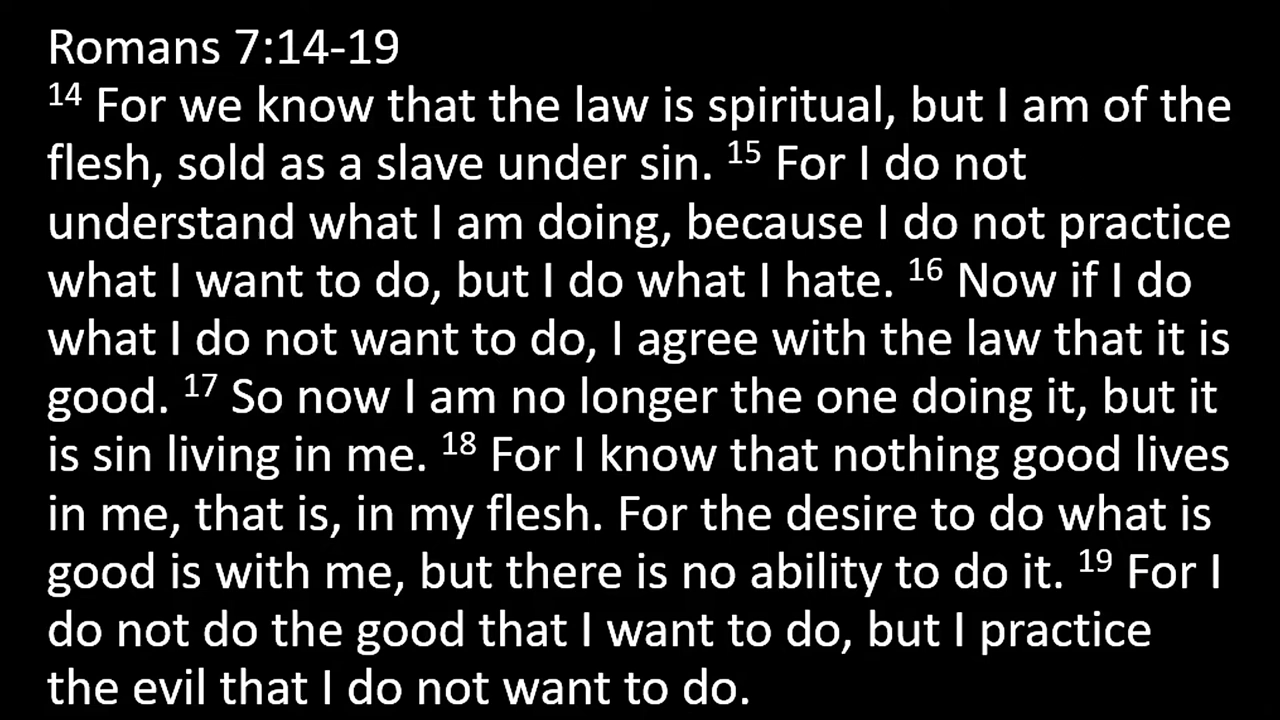 Romans 7:14-19
14 For we know that the law is spiritual, but I am of the
flesh, sold as a slave under sin. 15 For I do not
understand what I am doing, because I do not practice
what I want to do, but I do what I hate. 16 Now if I do
what I do not want to do, I agree with the law that it is
good. 17 So now I am no longer the one doing it, but it
is sin living in me. 18 For I know that nothing good lives
in me, that is, in my flesh. For the desire to do what is
good is with me, but there is no ability to do it. 19 For I
do not do the good that I want to do, but I practice
the evil that I do not want to do.